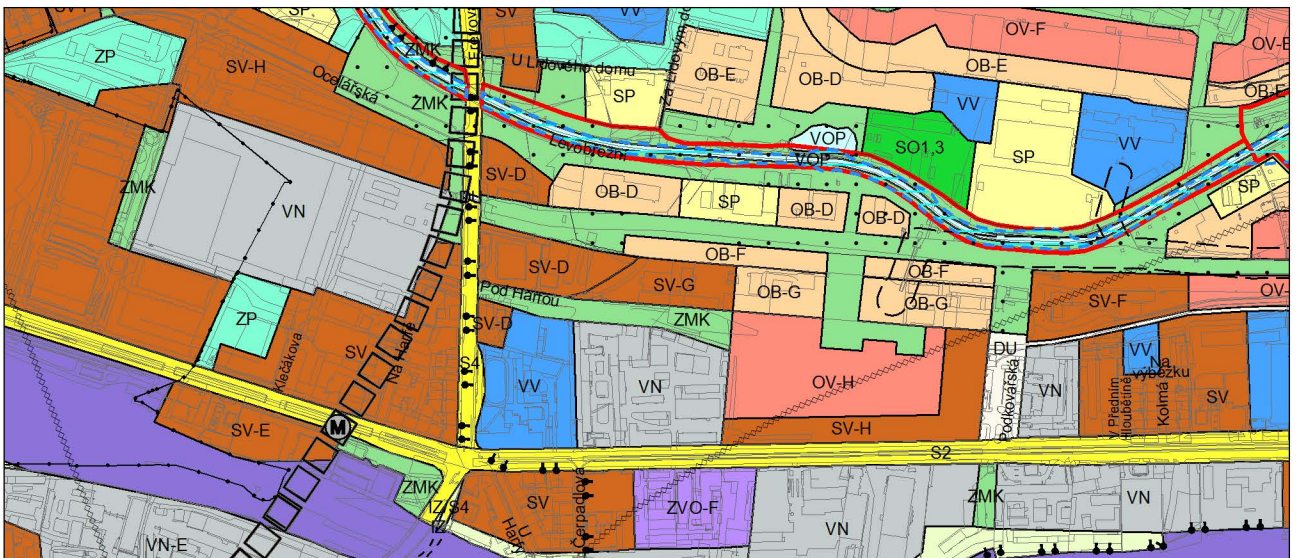 SV
VV
OV-F
OV-E
ZMK
Freyova
ZP
SV-H
U Lidového domu
Za Lidovým do
OB-E
OB-D
OB-E
Ocelářská
SP
VV
OB-E
ZMK
VOP
SO1,3
SP
VV
Levobřežní
VOP
SV-D
SP
ZMK
OB-D
SP
OB-D
OB-D
VN
OB-F
SV-D
OB-F
SV-G
OB-G
OB-G
SV-F
OV-
Pod Harfou
ZP
ZMK
SV-D
SV
Na Harfě
S4
DU
VV
Na výběžku
Klečákova
VV
VN
OV-H
VN
SV
Podkovářská
V Předním Hloubětíně
Kolmá
SV-E
M
SV-H
S2
ZMK
SV
ZVO-F
ZMK
VN
IZ/S4
VN
Čerpadlova
U Harfy
VN-E